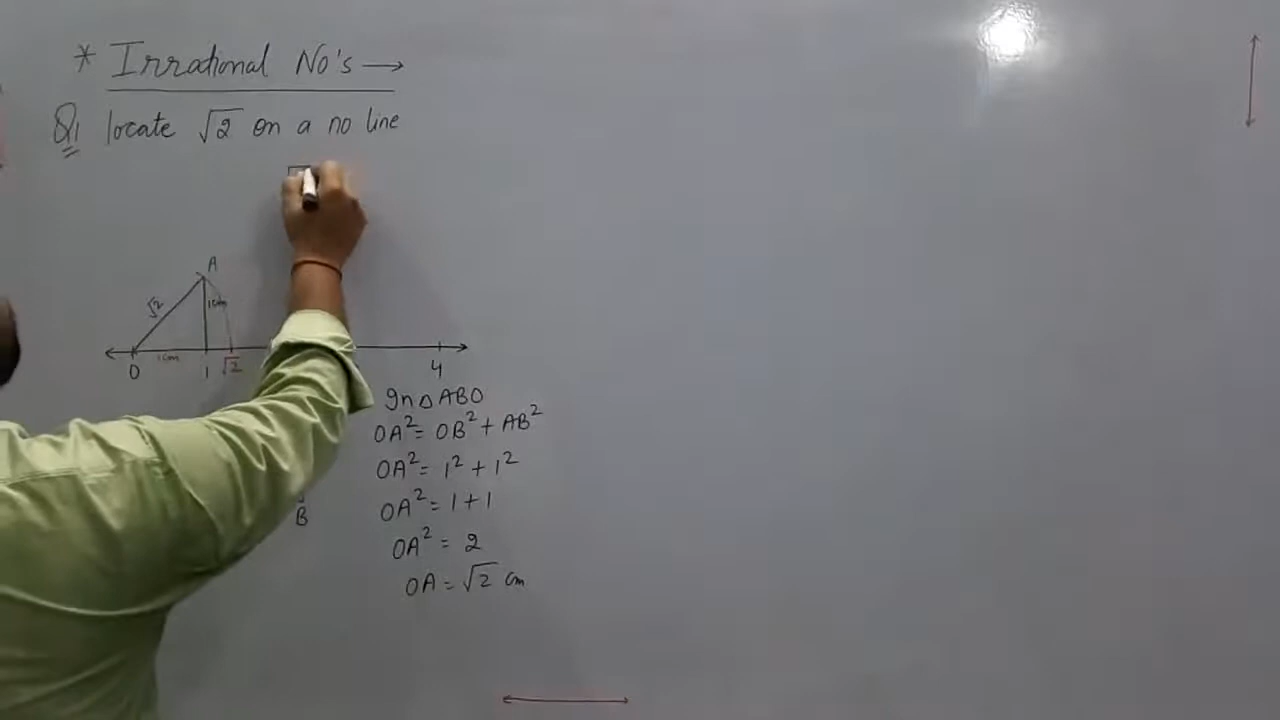 * Irrational No's →
Q1 locate √2 on a no line
A
√2
1cm
1cm
0 1 √2 4
In △ ABO
OA² = OB² + AB²
OA² = 1² + 1²
OA² = 1 + 1
B
OA² = 2
OA = √2 cm